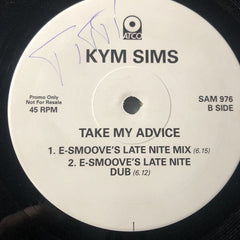 ATCO
KYM SIMS
Promo Only
Not For Resale
45 RPM
SAM 976
B SIDE
TAKE MY ADVICE
1. E-SMOOVE'S LATE NITE MIX (6.15)
2. E-SMOOVE'S LATE NITE
DUB (6.12)
1